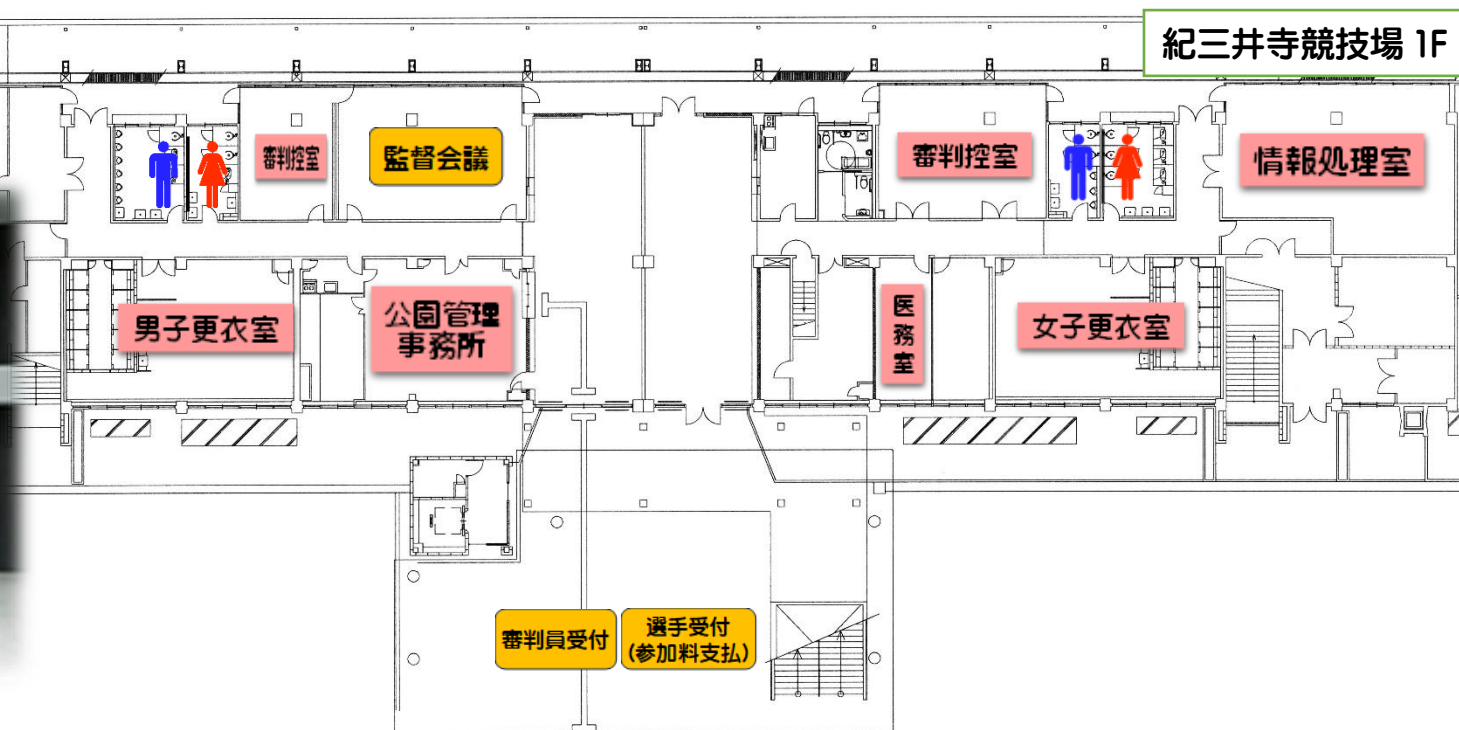 紀三井寺競技場 1F
審判控室
監督会議
審判控室
情報処理室
男子更衣室
公園管理
事務所
医務室
女子更衣室
審判員受付
選手受付
(参加料支払)